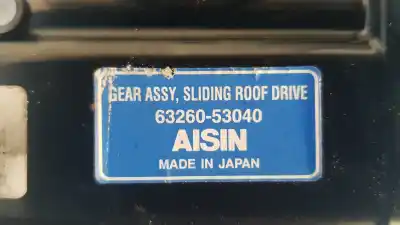 GEAR ASSY, SLIDING ROOF DRIVE
63260-53040
AISIN
MADE IN JAPAN